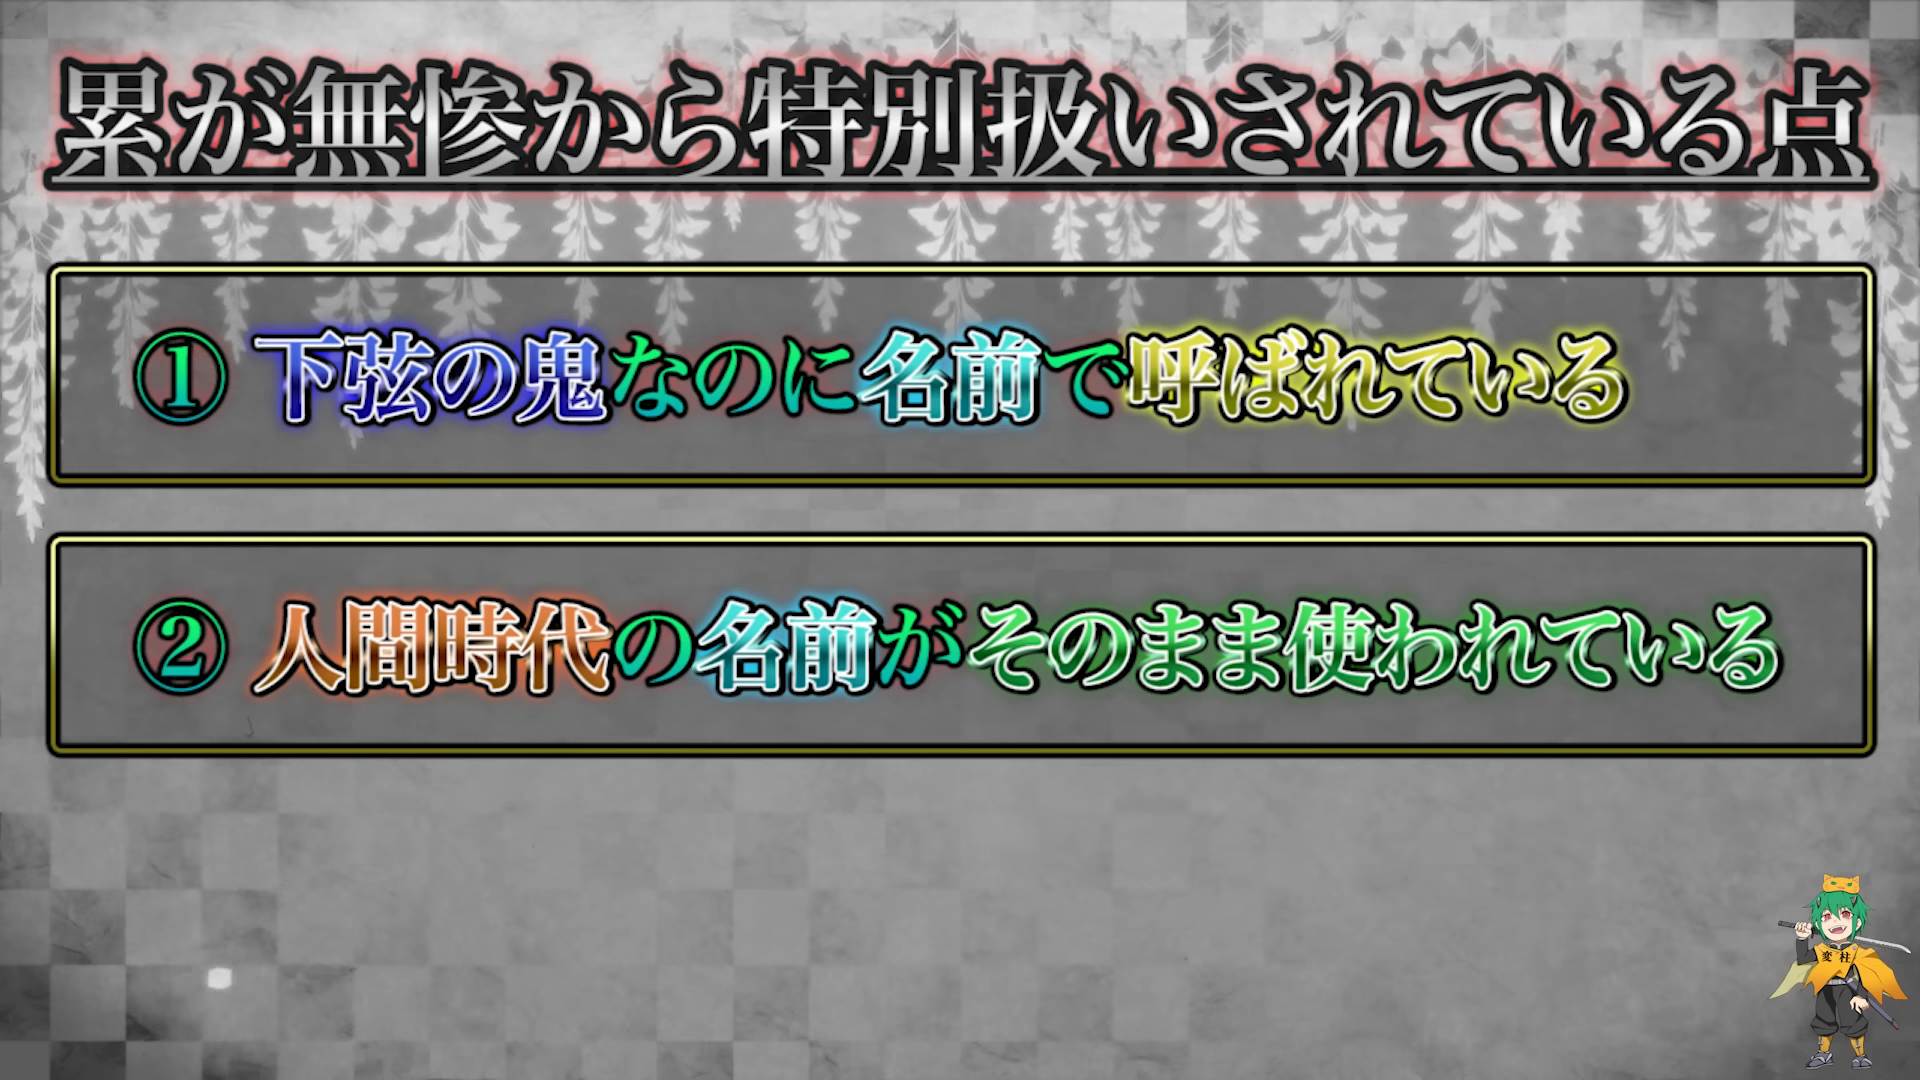 累が無惨から特別扱いされている点
① 下弦の鬼なのに名前で呼ばれている
② 人間時代の名前がそのまま使われている
変柱